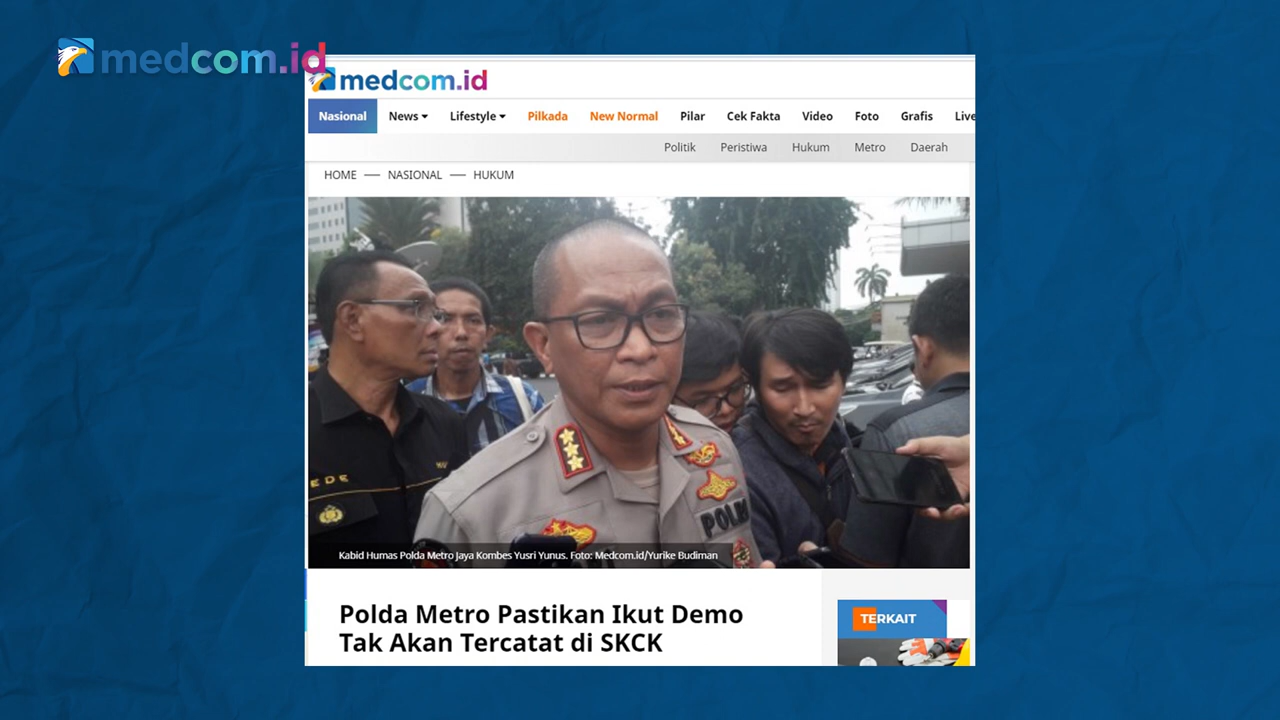 medcom.id
medcom.id
Nasional News Lifestyle Pilkada New Normal Pilar Cek Fakta Video Foto Grafis Live
Politik Peristiwa Hukum Metro Daerah
HOME — NASIONAL — HUKUM
EDE
Kabid Humas Polda Metro Jaya Kombes Yusri Yunus. Foto: Medcom.id/Yurike Budiman
Polda Metro Pastikan Ikut Demo
Tak Akan Tercatat di SKCK
TERKAIT